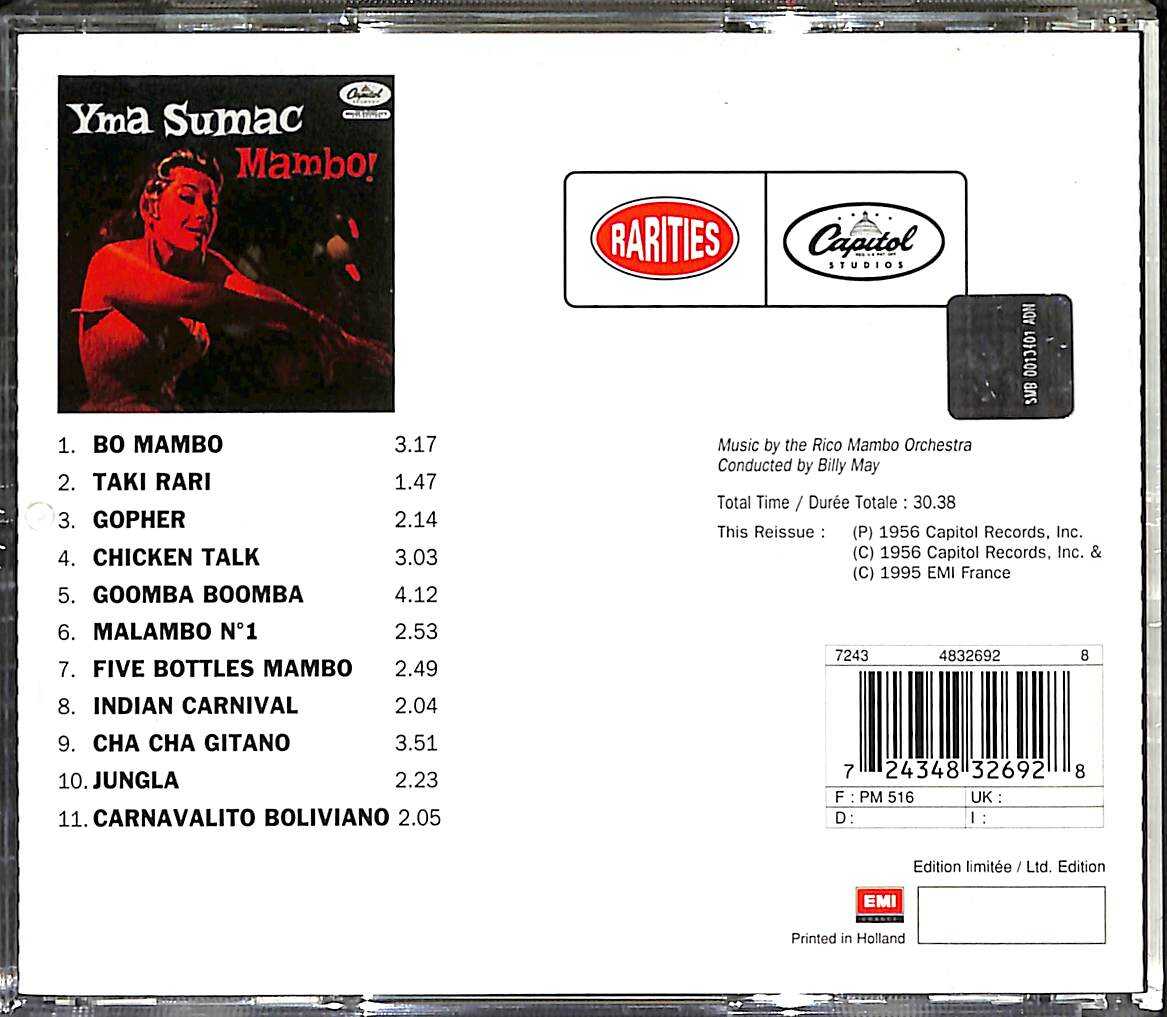 Yma Sumac
Mambo!
Capitol
RARITIES
Capitol
REG. U.S. PAT. OFF.
STUDIOS
SMB 0013401 ADN
1. BO MAMBO 3.17
2. TAKI RARI 1.47
3. GOPHER 2.14
4. CHICKEN TALK 3.03
5. GOOMBA BOOMBA 4.12
6. MALAMBO N°1 2.53
7. FIVE BOTTLES MAMBO 2.49
8. INDIAN CARNIVAL 2.04
9. CHA CHA GITANO 3.51
10. JUNGLA 2.23
11. CARNAVALITO BOLIVIANO 2.05
Music by the Rico Mambo Orchestra
Conducted by Billy May
Total Time / Durée Totale : 30.38
This Reissue : (P) 1956 Capitol Records, Inc.
(C) 1956 Capitol Records, Inc. &
(C) 1995 EMI France
7243 4832692 8
7 24348 32692 8
F : PM 516 UK :
D : I :
Edition limitée / Ltd. Edition
EMI
FRANCE
Printed in Holland